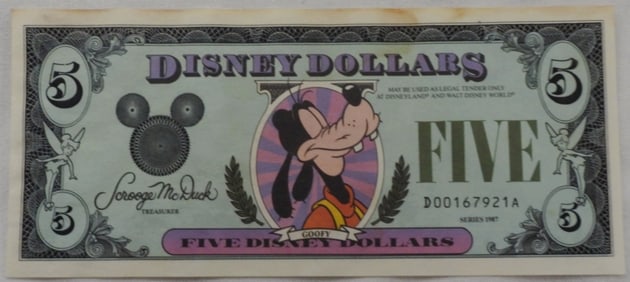 5
DISNEY DOLLARS
5
MAY BE USED AS LEGAL TENDER ONLY
AT DISNEYLAND® AND WALT DISNEY WORLD®
FIVE
Scrooge McDuck
TREASURER
D00167921A
SERIES 1987
5
GOOFY
5
FIVE DISNEY DOLLARS